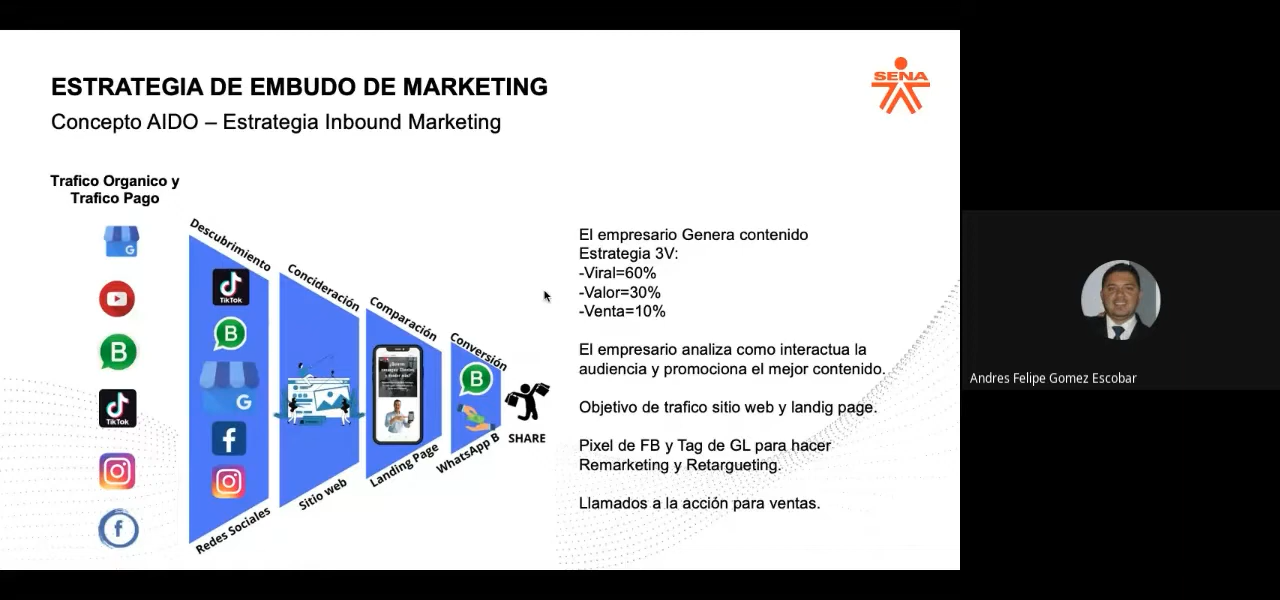 ESTRATEGIA DE EMBUDO DE MARKETING
Concepto AIDO – Estrategia Inbound Marketing
SENA
Trafico Organico y
Trafico Pago
Descubrimiento
Concideración
Comparación
Conversión
TikTok
TikTok
Redes Sociales
Sitio web
Landing Page
WhatsApp B
SHARE
El empresario Genera contenido
Estrategia 3V:
-Viral=60%
-Valor=30%
-Venta=10%
El empresario analiza como interactua la
audiencia y promociona el mejor contenido.
Objetivo de trafico sitio web y landig page.
Pixel de FB y Tag de GL para hacer
Remarketing y Retargueting.
Llamados a la acción para ventas.
Andres Felipe Gomez Escobar